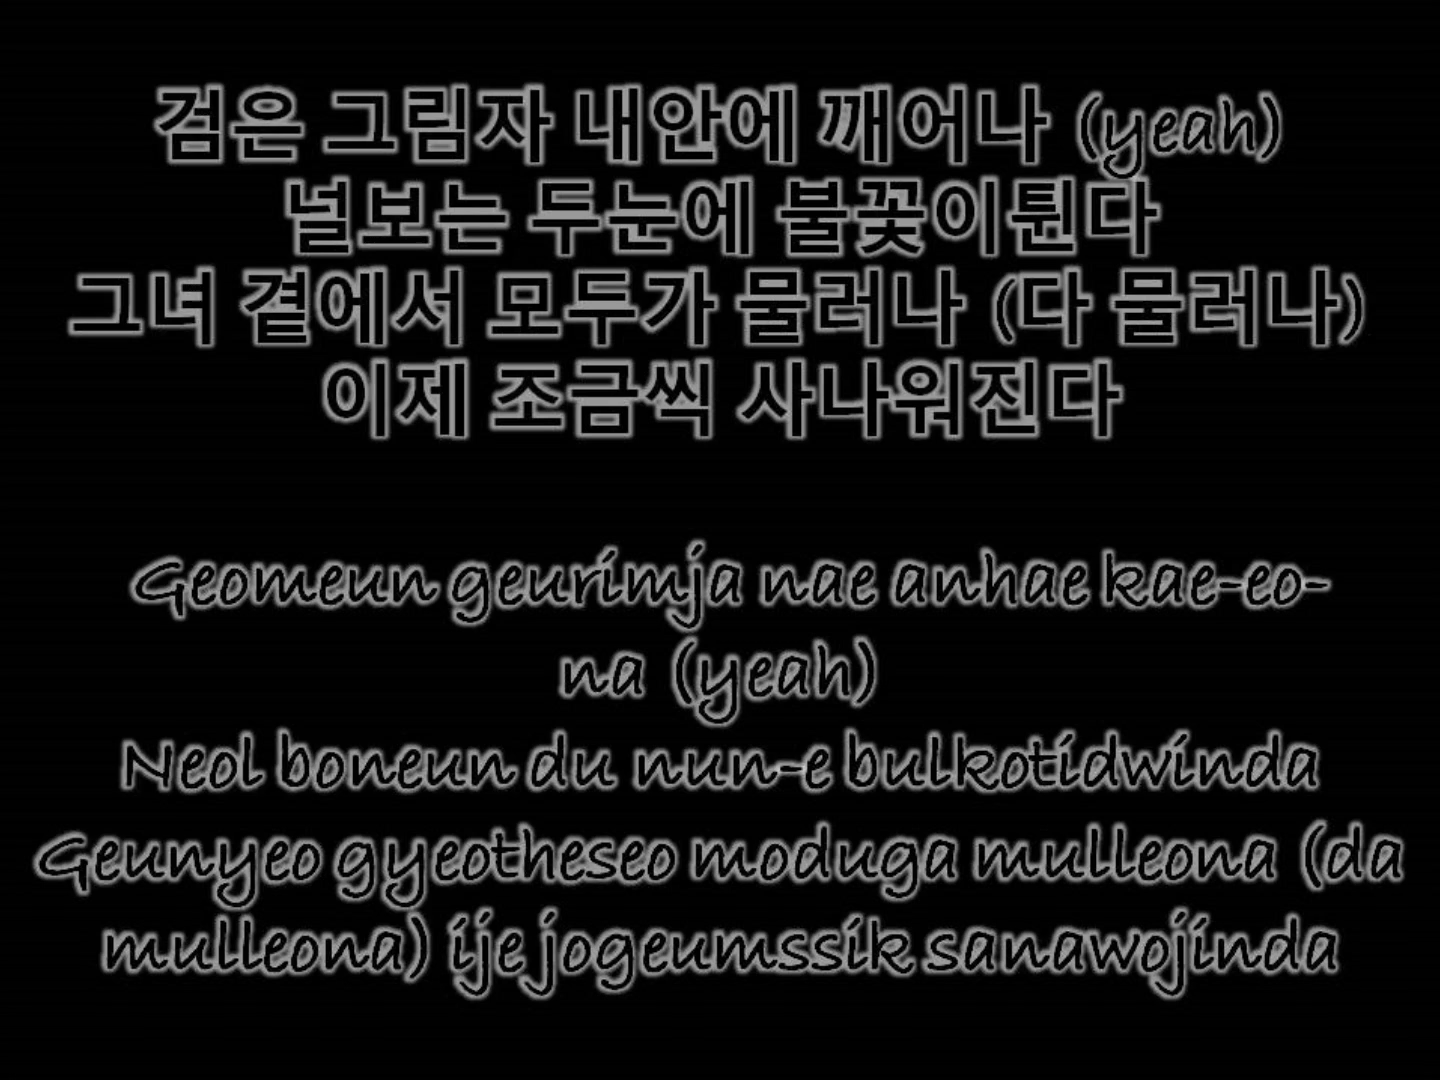 검은 그림자 내안에 깨어나 (yeah)
널보는 두눈에 불꽃이튄다
그녀 곁에서 모두가 물러나 (다 물러나)
이제 조금씩 사나워진다
Geomeun geurimja nae anhae kae-eo-
na (yeah)
Neol boneun du nun-e bulkotidwinda
Geunyeo gyeotheseo moduga mulleona (da
mulleona) ije jogeumssik sanawojinda